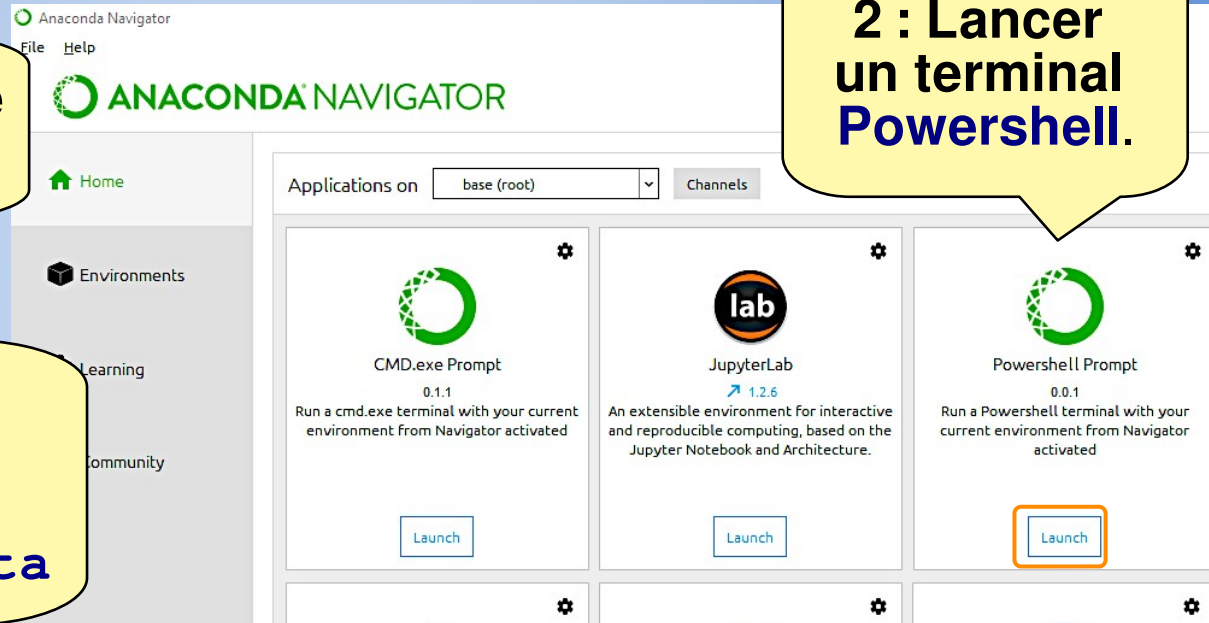 Anaconda Navigator
File Help
ANACONDA NAVIGATOR
2 : Lancer
un terminal
Powershell.
Home
Environments
Learning
Community
Applications on base (root) Channels
CMD.exe Prompt
0.1.1
Run a cmd.exe terminal with your current
environment from Navigator activated
Launch
lab
JupyterLab
1.2.6
An extensible environment for interactive
and reproducible computing, based on the
Jupyter Notebook and Architecture.
Launch
Powershell Prompt
0.0.1
Run a Powershell terminal with your
current environment from Navigator
activated
Launch